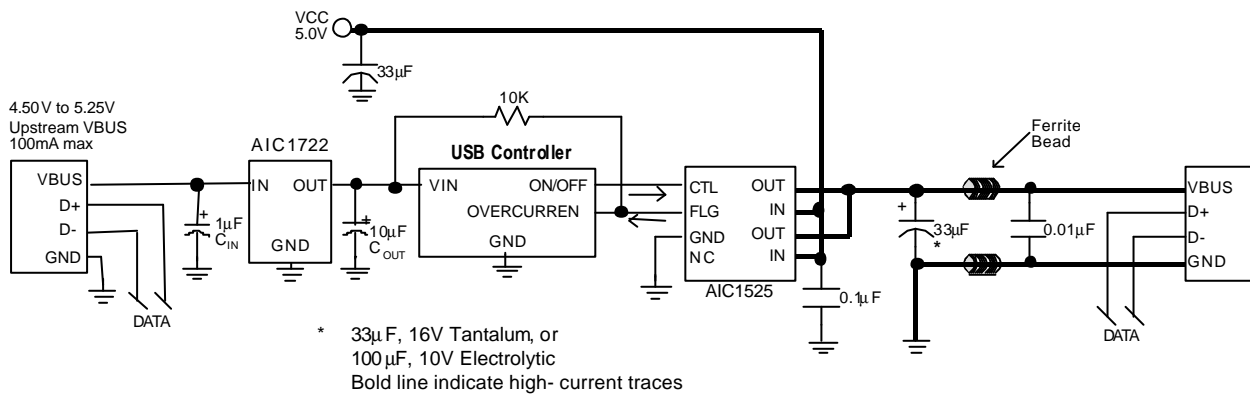 VCC
5.0V
33µF
10K
4.50V to 5.25V
Upstream VBUS
100mA max
AIC1722
USB Controller
Ferrite
Bead
VBUS
D+
D-
GND
IN
OUT
GND
1µF
CIN
+
10µF
COUT
+
VIN
ON/OFF
OVERCURREN
GND
CTL
FLG
GND
NC
OUT
IN
OUT
IN
AIC1525
0.1µF
+
33µF
*
0.01µF
VBUS
D+
D-
GND
DATA
DATA
* 33µF, 16V Tantalum, or
100µF, 10V Electrolytic
Bold line indicate high- current traces